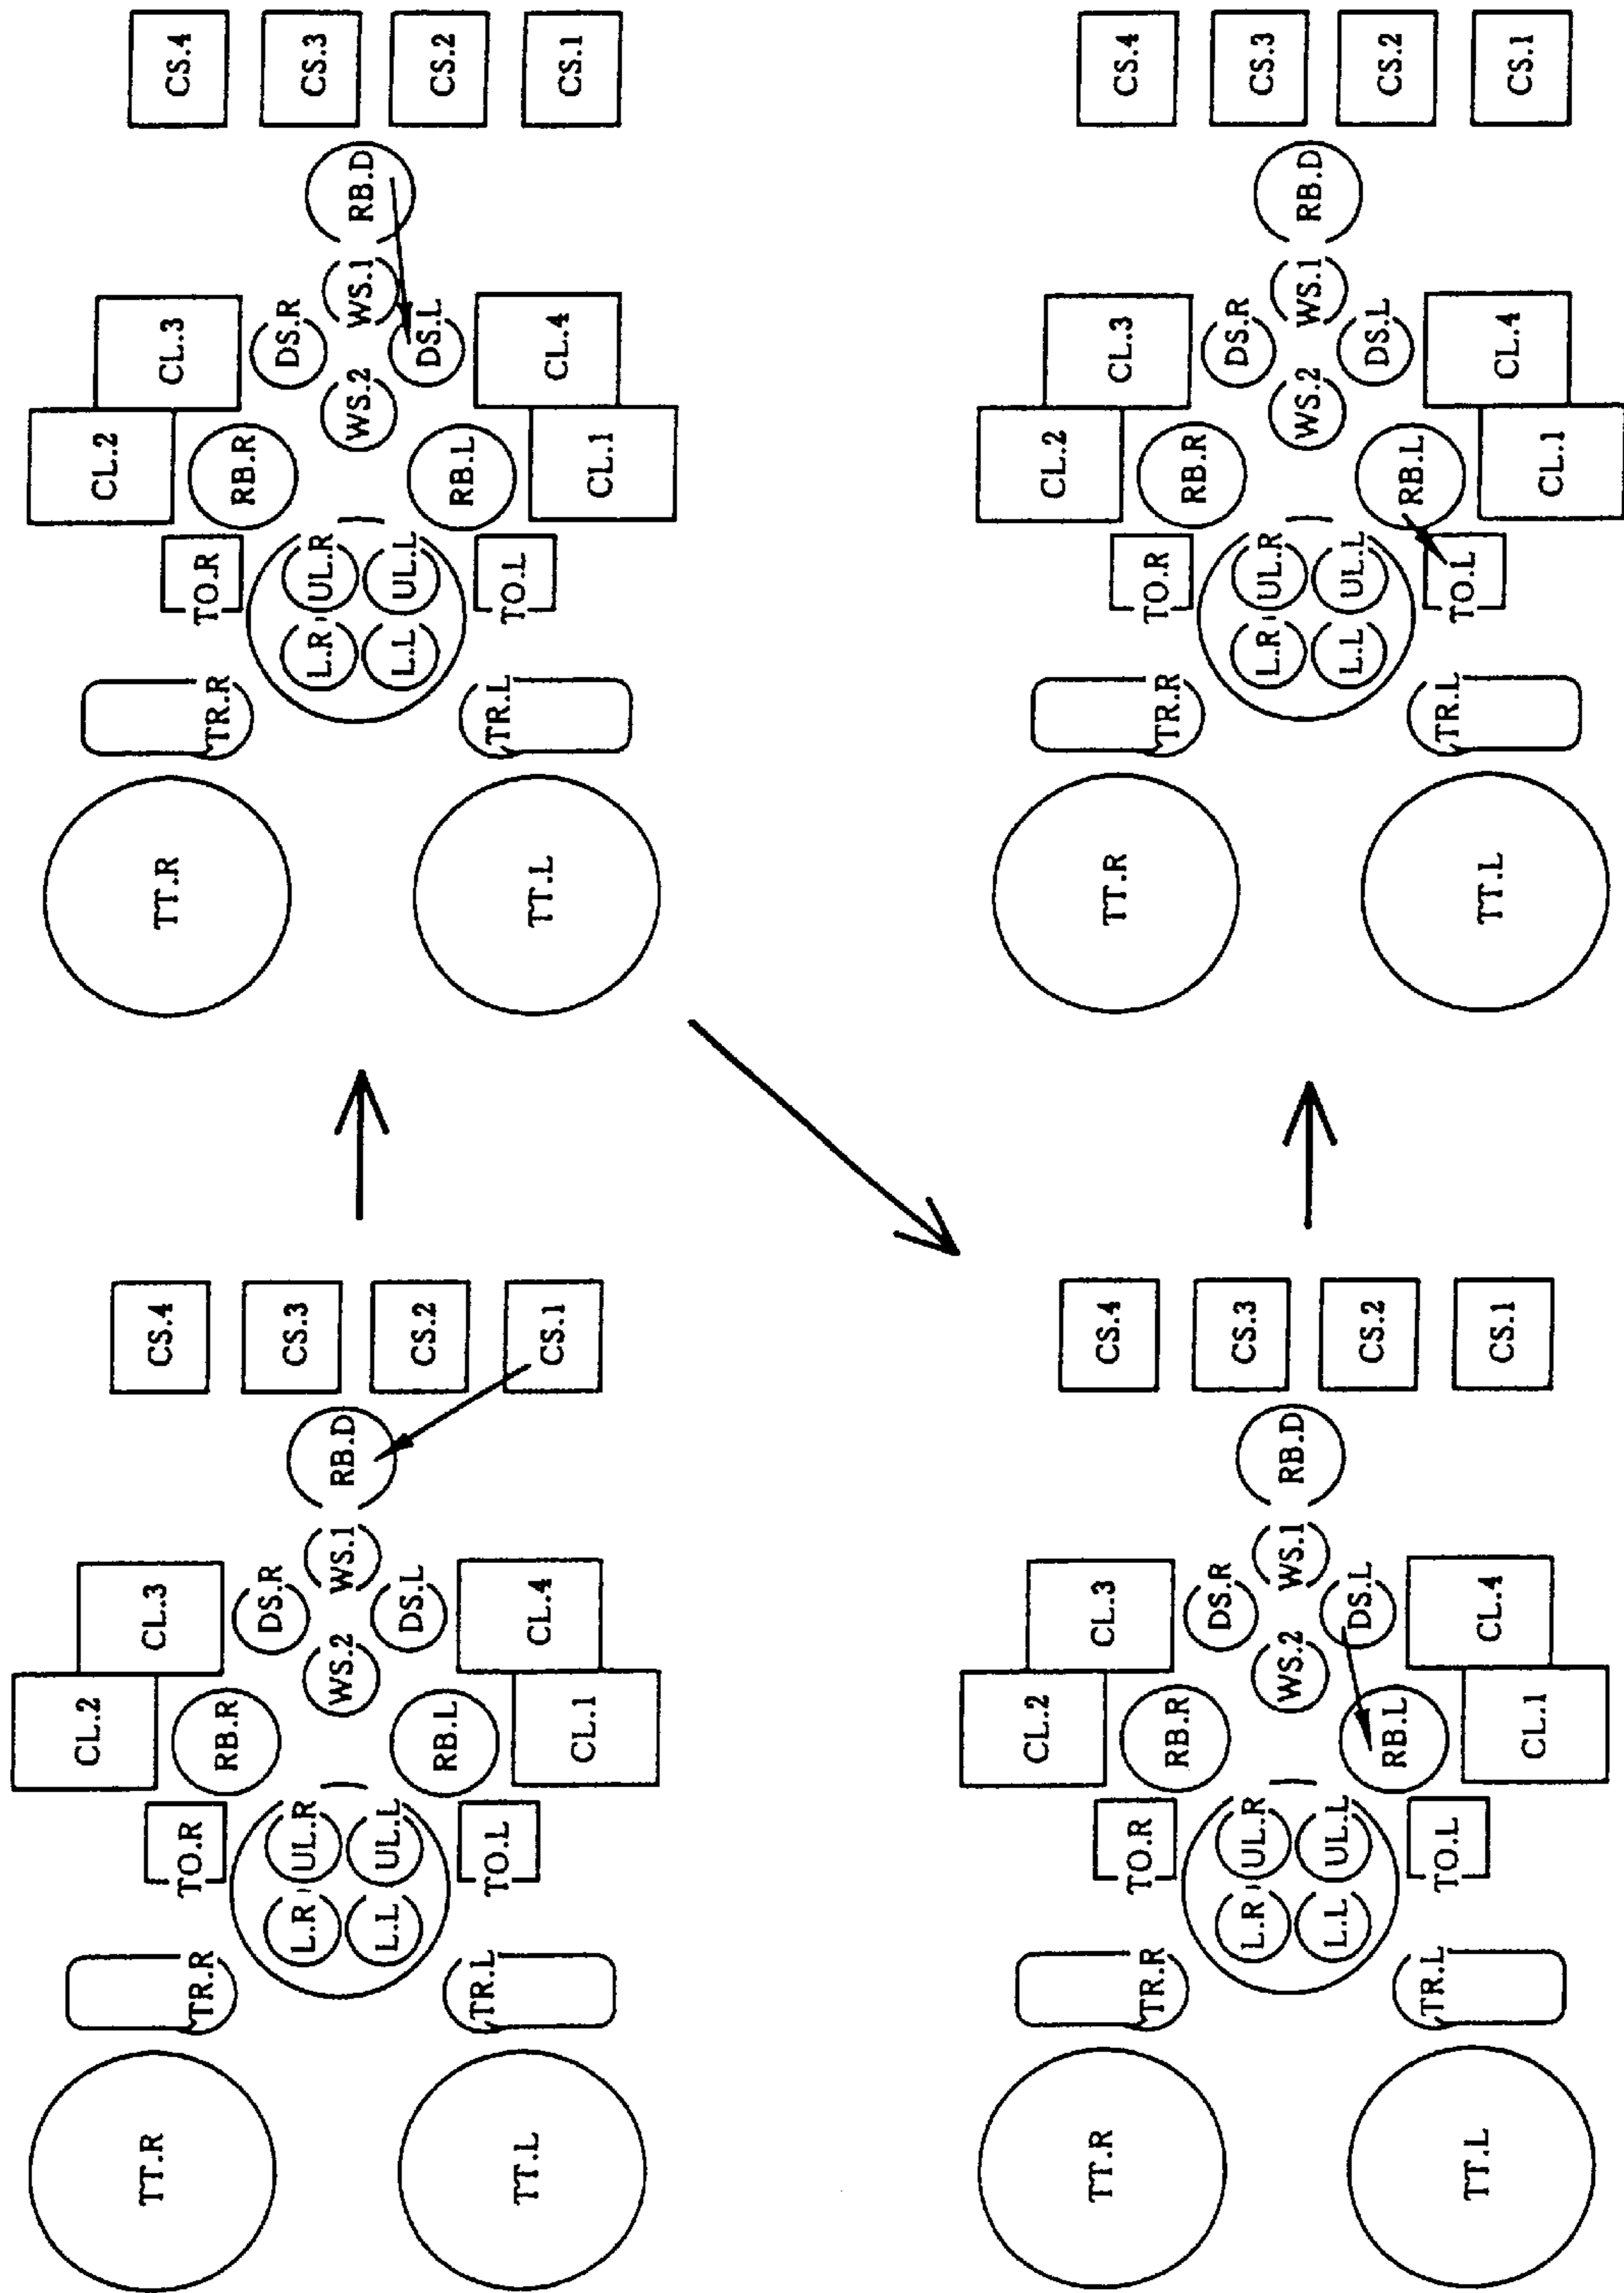 CL.2
TT.R CL.3 CS.4
TR.R TO.R
RB.R DS.R CS.3
L.R UL.R
WS.2 WS.1 RB.D
L.L UL.L
RB.L DS.L CS.2
TR.L TO.L
TT.L CL.4 CS.1
CL.1
CL.2
TT.R CL.3 CS.4
TR.R TO.R
RB.R DS.R CS.3
L.R UL.R
WS.2 WS.1 RB.D
L.L UL.L
RB.L DS.L CS.2
TR.L TO.L
TT.L CL.4 CS.1
CL.1
CL.2
TT.R CL.3 CS.4
TR.R TO.R
RB.R DS.R CS.3
L.R UL.R
WS.2 WS.1 RB.D
L.L UL.L
RB.L DS.L CS.2
TR.L TO.L
TT.L CL.4 CS.1
CL.1
CL.2
TT.R CL.3 CS.4
TR.R TO.R
RB.R DS.R CS.3
L.R UL.R
WS.2 WS.1 RB.D
L.L UL.L
RB.L DS.L CS.2
TR.L TO.L
TT.L CL.4 CS.1
CL.1